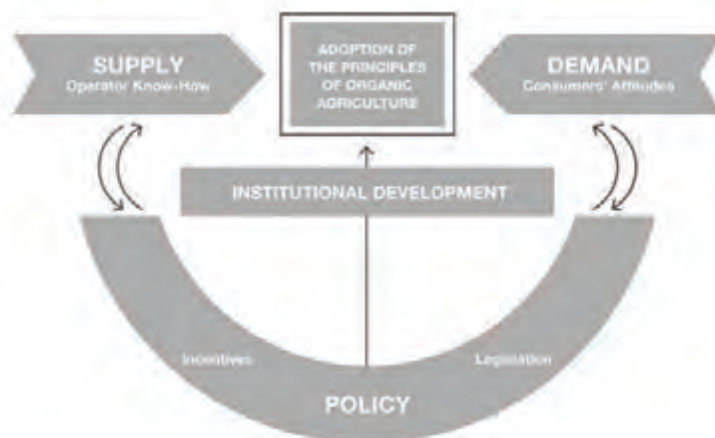 SUPPLY
Operator Know-How
ADOPTION OF
THE PRINCIPLES
OF ORGANIC
AGRICULTURE
DEMAND
Consumers' Attitudes
INSTITUTIONAL DEVELOPMENT
Incentives
Legislation
POLICY